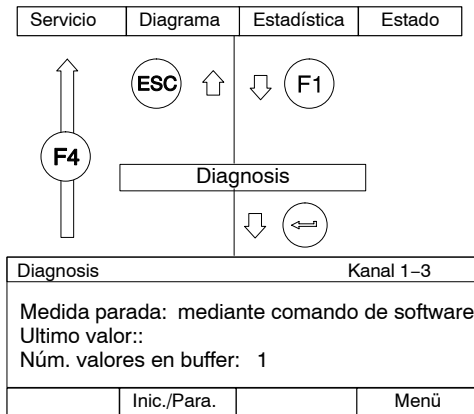 Servicio Diagrama Estadística Estado
ESC F1
F4
Diagnosis
Diagnosis Kanal 1–3
Medida parada: mediante comando de software
Ultimo valor::
Núm. valores en buffer: 1
Inic./Para. Menü